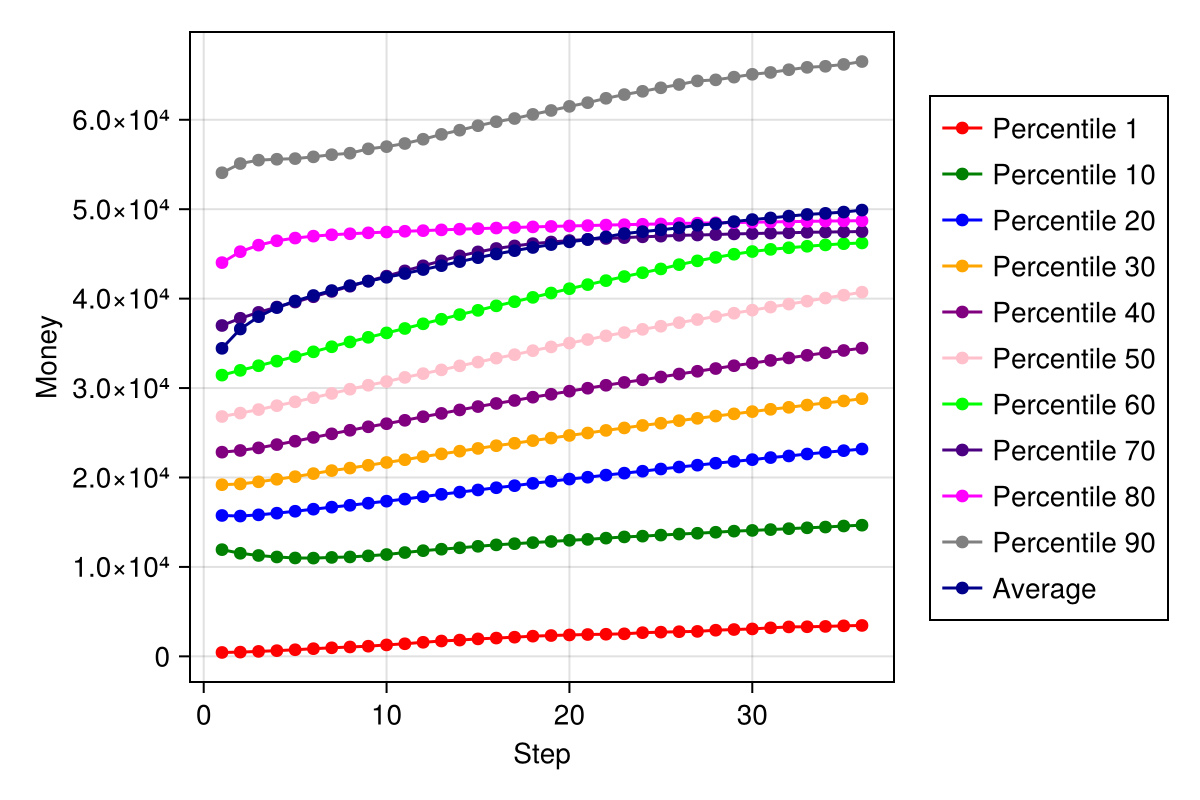 Money
6.0×10⁴
5.0×10⁴
4.0×10⁴
3.0×10⁴
2.0×10⁴
1.0×10⁴
0
0 10 20 30
Step
Percentile 1
Percentile 10
Percentile 20
Percentile 30
Percentile 40
Percentile 50
Percentile 60
Percentile 70
Percentile 80
Percentile 90
Average